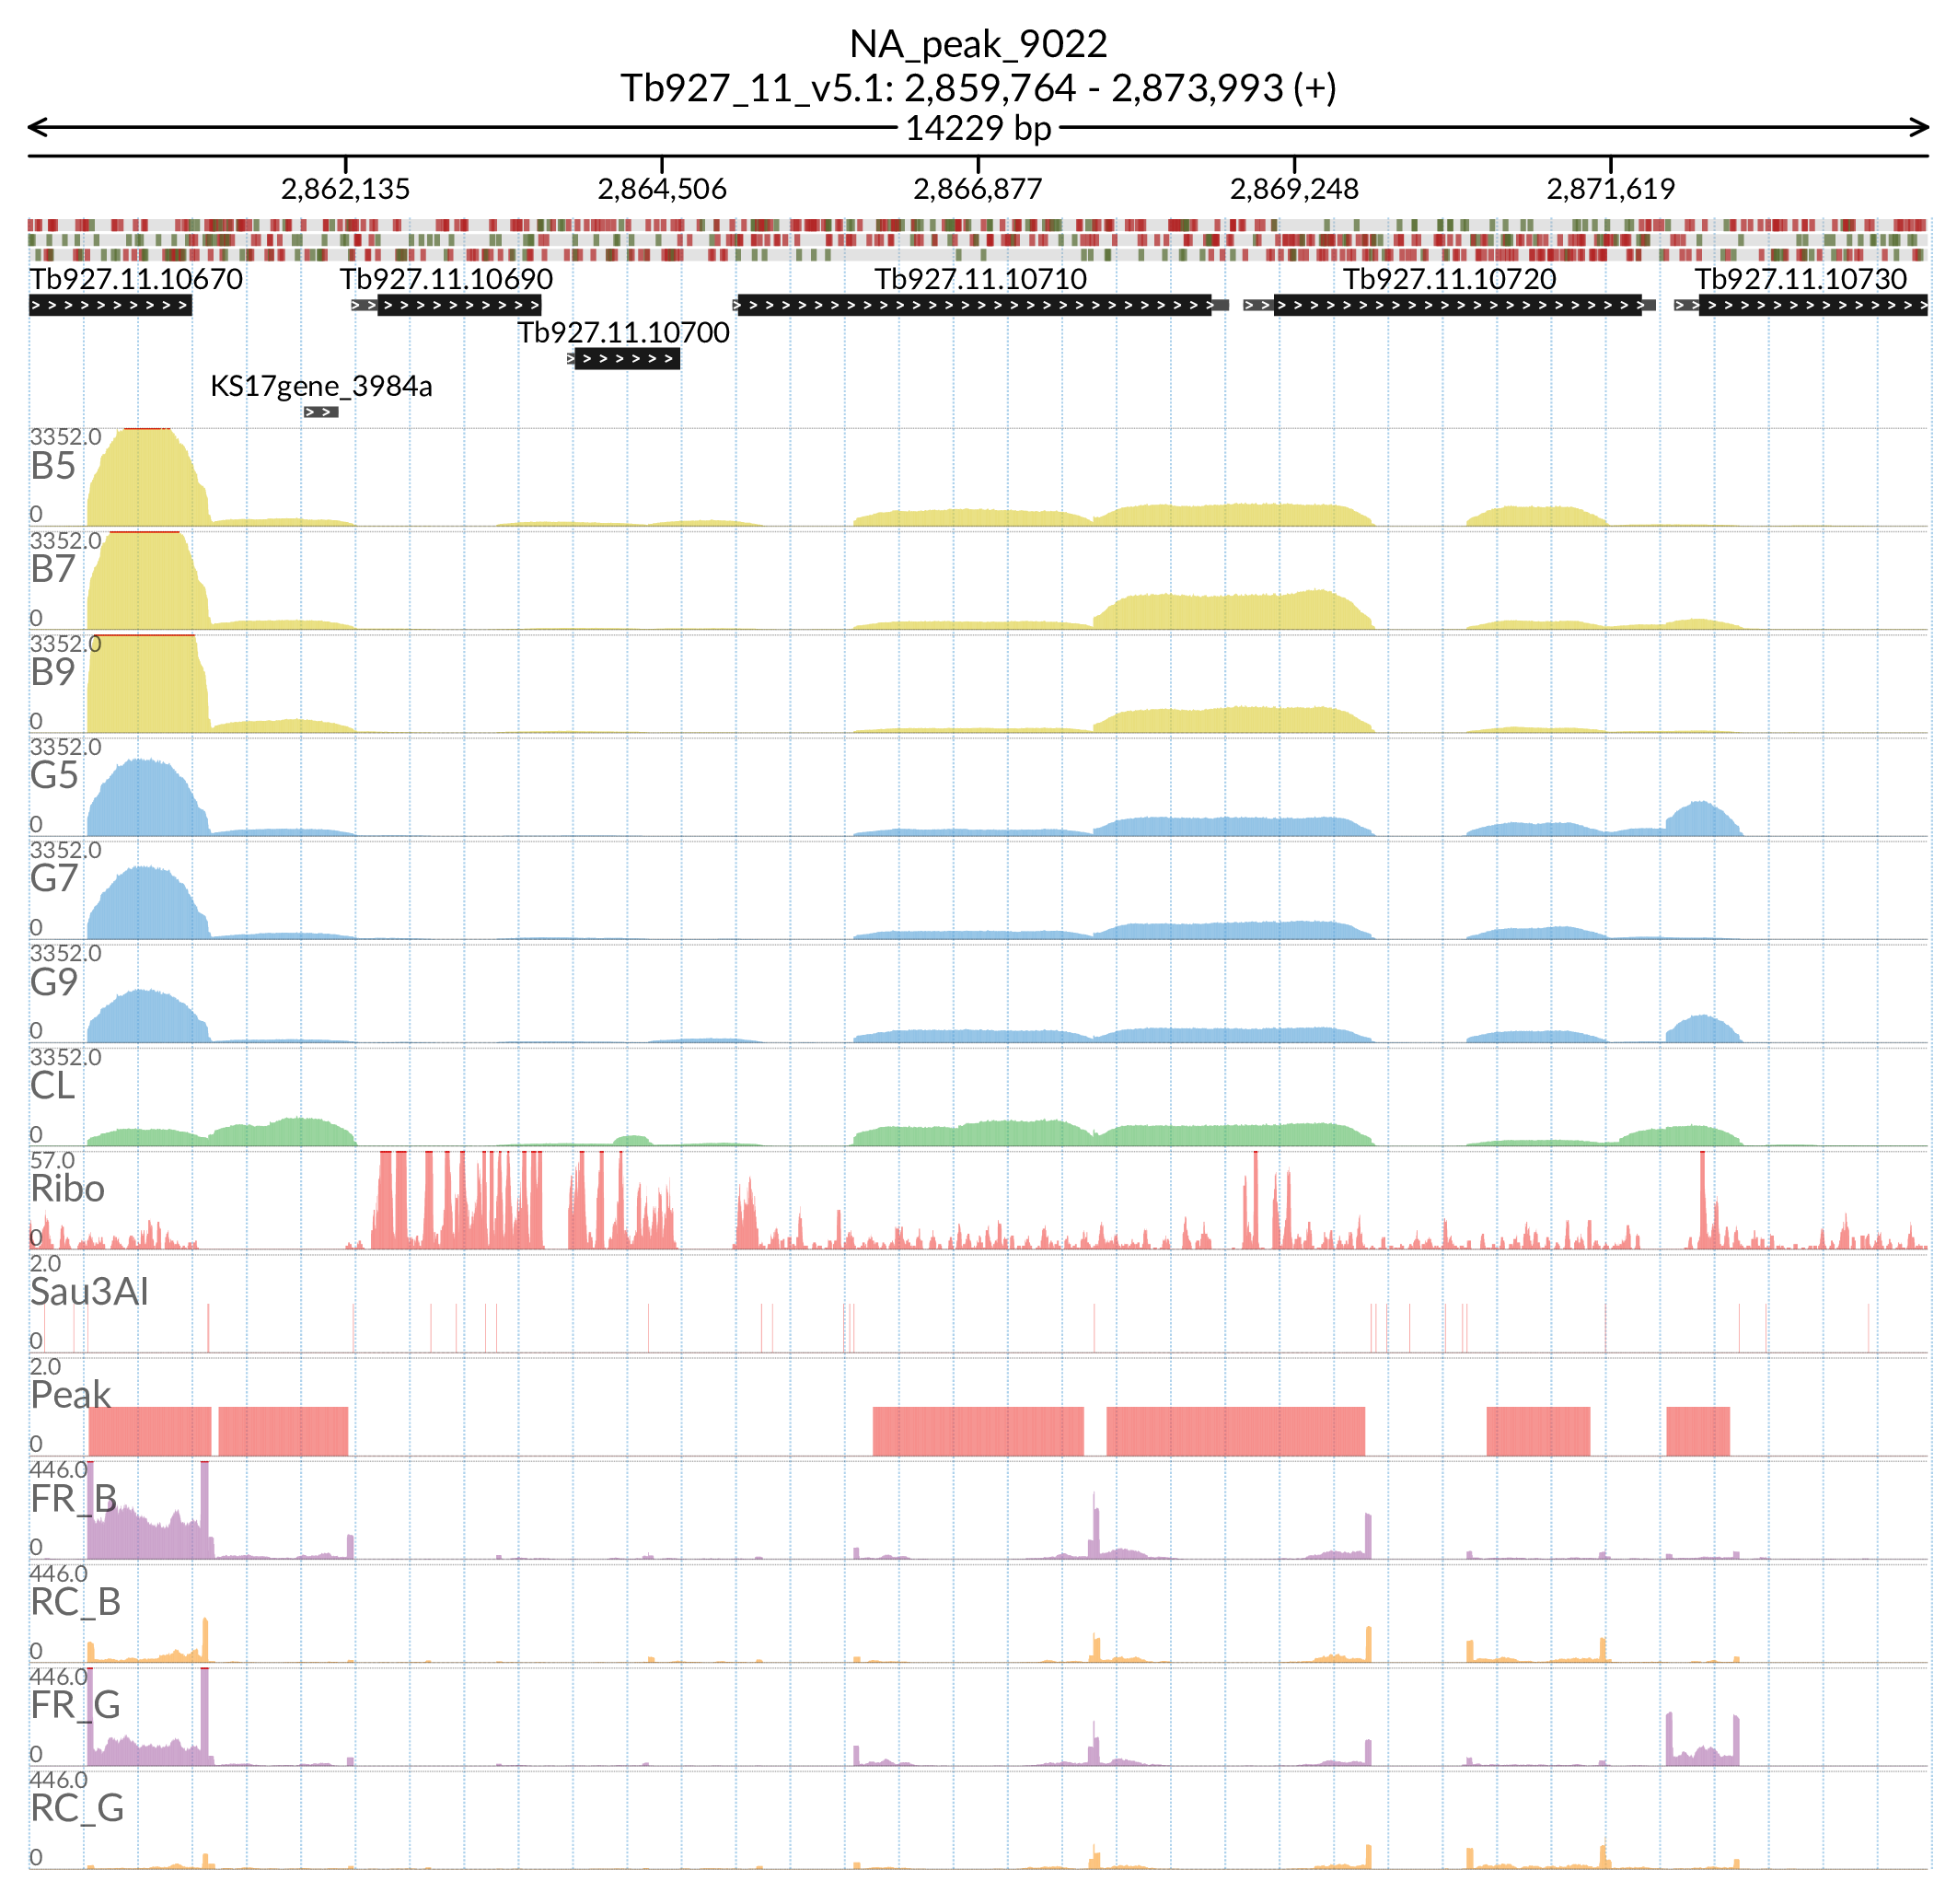 NA_peak_9022
Tb927_11_v5.1: 2,859,764 - 2,873,993 (+)
14229 bp
2,862,135 2,864,506 2,866,877 2,869,248 2,871,619
Tb927.11.10670 Tb927.11.10690 Tb927.11.10710 Tb927.11.10720 Tb927.11.10730
Tb927.11.10700
KS17gene_3984a
3352.0
B5
0
3352.0
B7
0
3352.0
B9
0
3352.0
G5
0
3352.0
G7
0
3352.0
G9
0
3352.0
CL
0
57.0
Ribo
0
2.0
Sau3AI
0
2.0
Peak
0
446.0
FR_B
0
446.0
RC_B
0
446.0
FR_G
0
446.0
RC_G
0